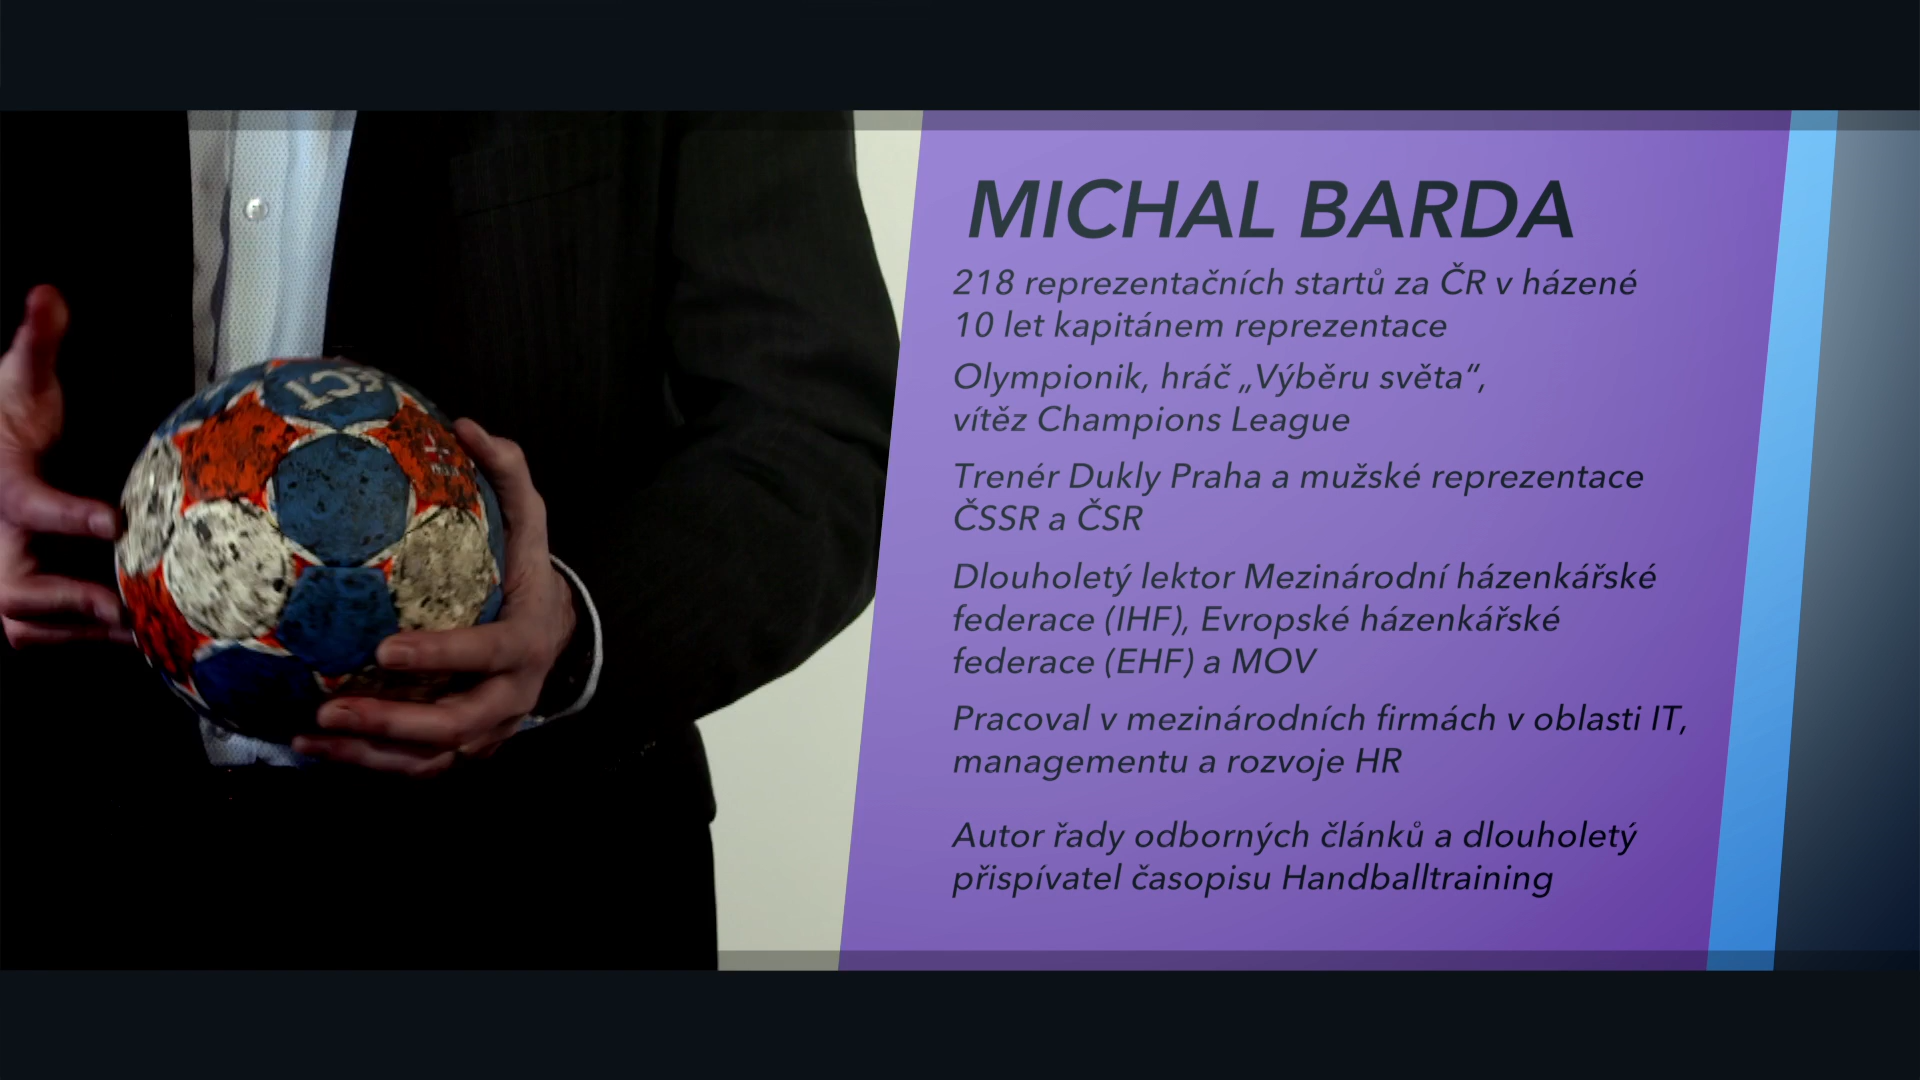 MICHAL BARDA
218 reprezentačních startů za ČR v házené
10 let kapitánem reprezentace
Olympionik, hráč „Výběru světa“,
vítěz Champions League
Trenér Dukly Praha a mužské reprezentace
ČSSR a ČSR
Dlouholetý lektor Mezinárodní házenkářské
federace (IHF), Evropské házenkářské
federace (EHF) a MOV
Pracoval v mezinárodních firmách v oblasti IT,
managementu a rozvoje HR
Autor řady odborných článků a dlouholetý
přispívatel časopisu Handballtraining